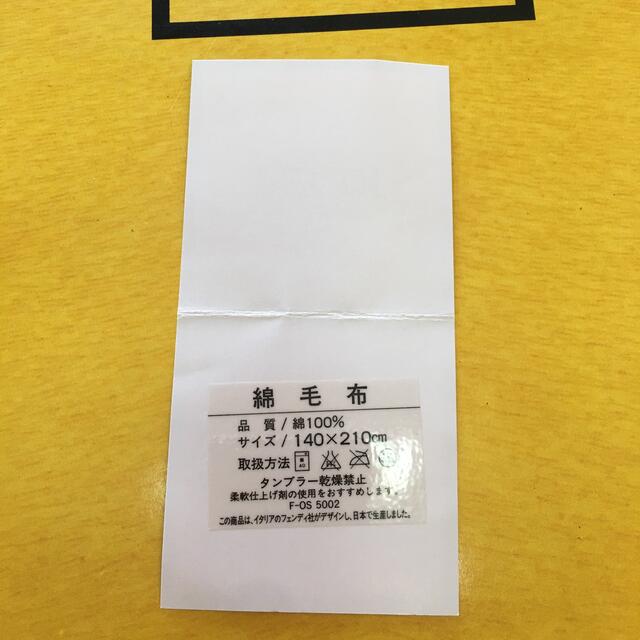 綿毛布
品 質/綿100%
サイズ/140×210cm
取扱方法
タンブラー乾燥禁止
柔軟仕上げ剤の使用をおすすめします。
F-OS 5002
この商品は、イタリアのフェンディ社がデザインし、日本で生産しました。